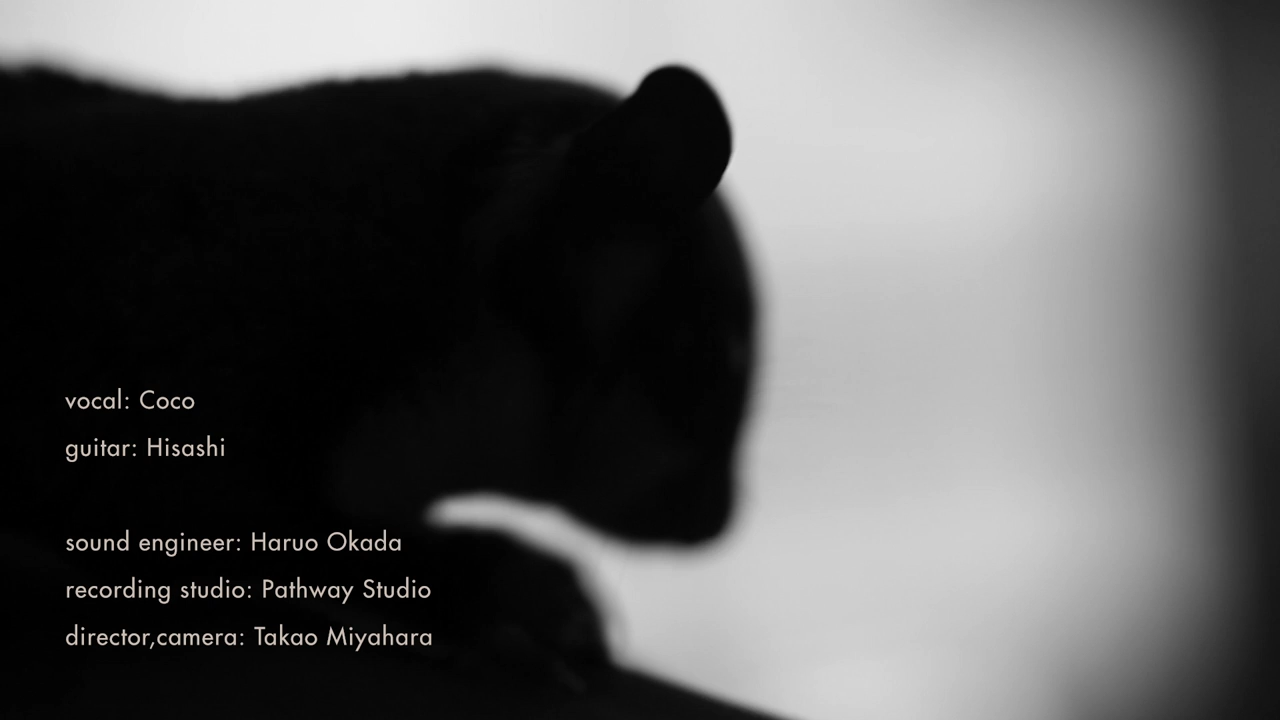 vocal: Coco
guitar: Hisashi
sound engineer: Haruo Okada
recording studio: Pathway Studio
director,camera: Takao Miyahara